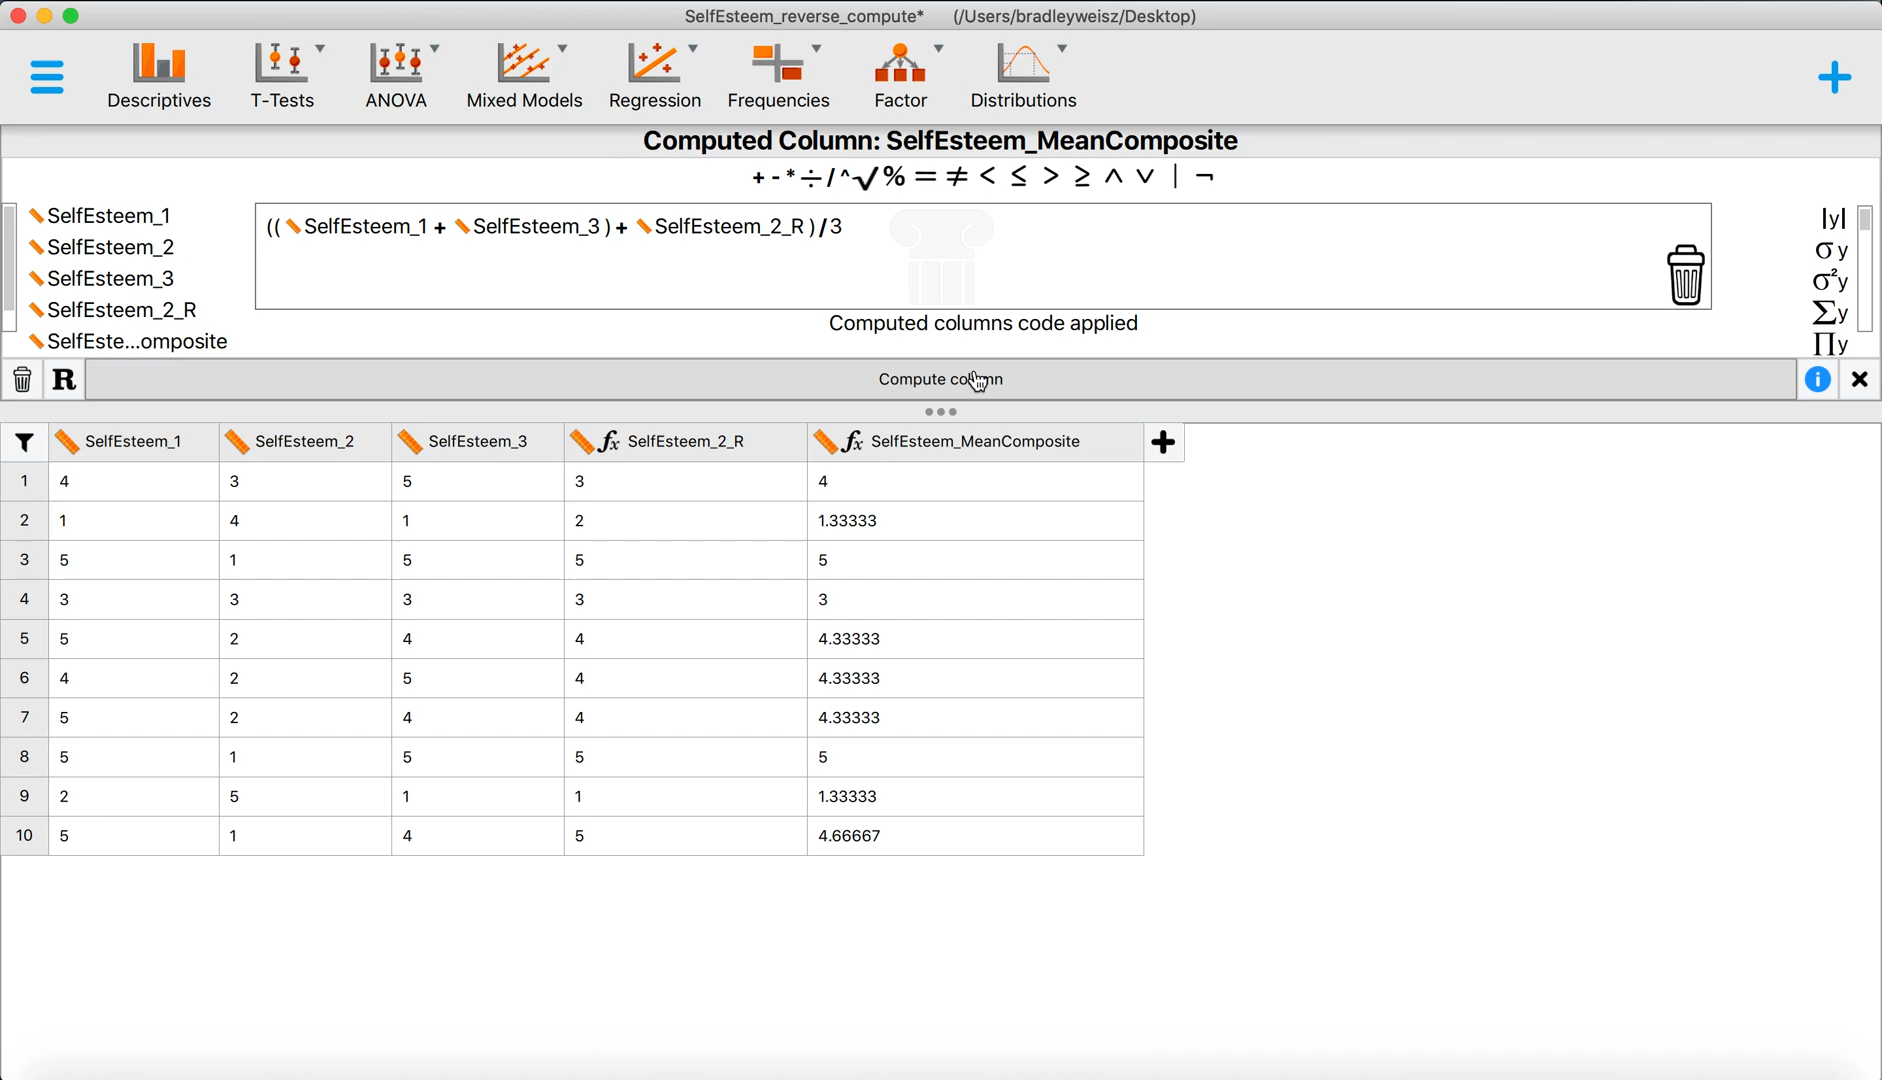 SelfEsteem_reverse_compute* (/Users/bradleyweisz/Desktop)
Descriptives T-Tests ANOVA Mixed Models Regression Frequencies Factor Distributions
Computed Column: SelfEsteem_MeanComposite
+ - * ÷ / ^ √ % = ≠ < ≤ > ≥ ∧ ∨ | ¬
SelfEsteem_1
SelfEsteem_2
SelfEsteem_3
SelfEsteem_2_R
SelfEste...omposite
(( SelfEsteem_1 + SelfEsteem_3 ) + SelfEsteem_2_R ) / 3
Computed columns code applied
|y|
σy
σ²y
∑y
∏y
R Compute column i
SelfEsteem_1 SelfEsteem_2 SelfEsteem_3 fx SelfEsteem_2_R fx SelfEsteem_MeanComposite
1 4 3 5 3 4
2 1 4 1 2 1.33333
3 5 1 5 5 5
4 3 3 3 3 3
5 5 2 4 4 4.33333
6 4 2 5 4 4.33333
7 5 2 4 4 4.33333
8 5 1 5 5 5
9 2 5 1 1 1.33333
10 5 1 4 5 4.66667